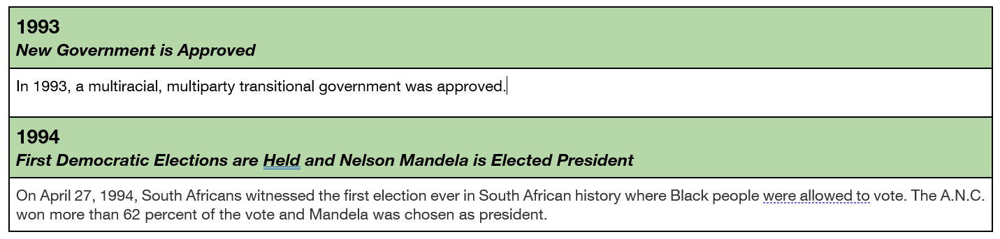 1993
New Government is Approved
In 1993, a multiracial, multiparty transitional government was approved.
1994
First Democratic Elections are Held and Nelson Mandela is Elected President
On April 27, 1994, South Africans witnessed the first election ever in South African history where Black people were allowed to vote. The A.N.C.
won more than 62 percent of the vote and Mandela was chosen as president.